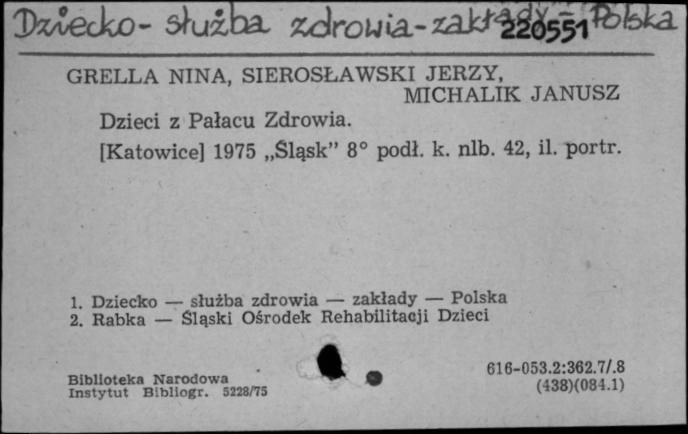 Dziecko - służba zdrowia - zakłady - Polska
220551
GRELLA NINA, SIEROSŁAWSKI JERZY,
MICHALIK JANUSZ
Dzieci z Pałacu Zdrowia.
[Katowice] 1975 „Śląsk” 8° podł. k. nlb. 42, il. portr.
1. Dziecko — służba zdrowia — zakłady — Polska
2. Rabka — Śląski Ośrodek Rehabilitacji Dzieci
616-053.2:362.7/.8
(438)(084.1)
Biblioteka Narodowa
Instytut Bibliogr. 5228/75